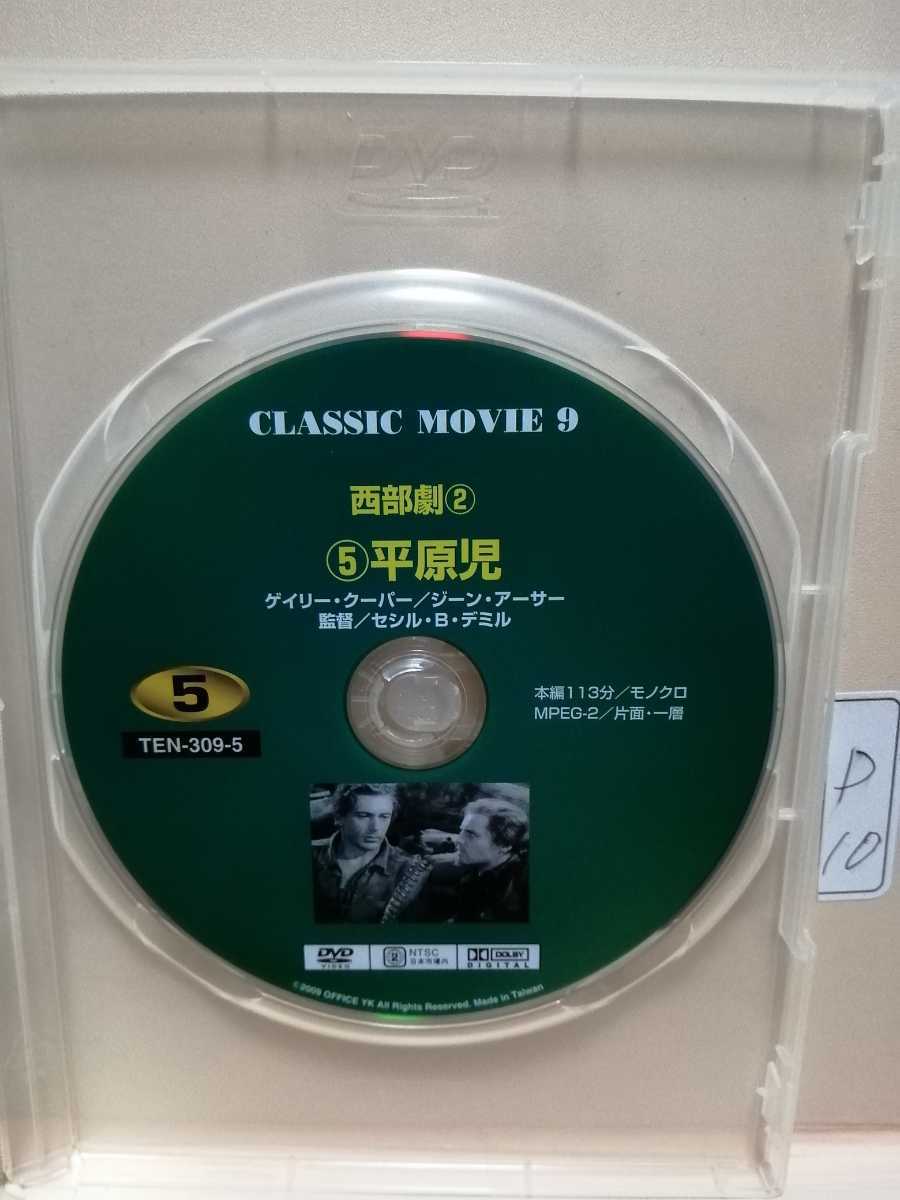 DVD
CLASSIC MOVIE 9
西部劇②
⑤平原児
ゲイリー・クーパー／ジーン・アーサー
監督／セシル・B・デミル
5
TEN-309-5
本編113分／モノクロ
MPEG-2／片面・一層
DVD VIDEO
2 NTSC 日本市場向
DOLBY DIGITAL
©2009 OFFICE YK All Rights Reserved. Made in Taiwan
D
10